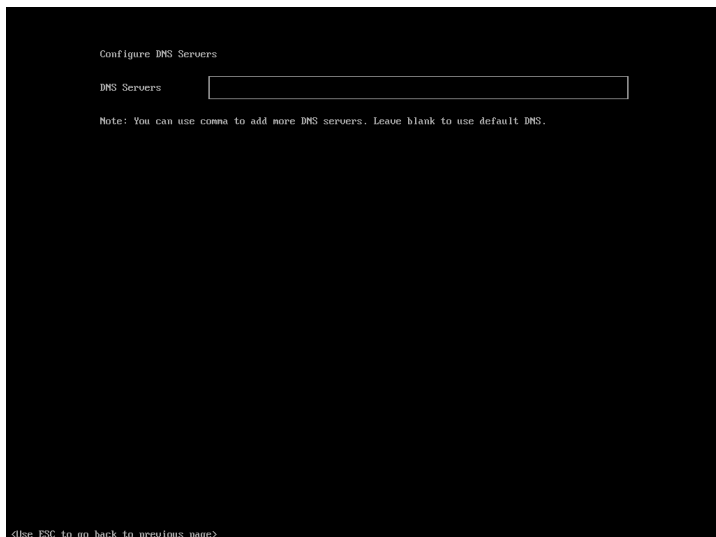 Configure DNS Servers
DNS Servers
Note: You can use comma to add more DNS servers. Leave blank to use default DNS.
<Use ESC to go back to previous page>